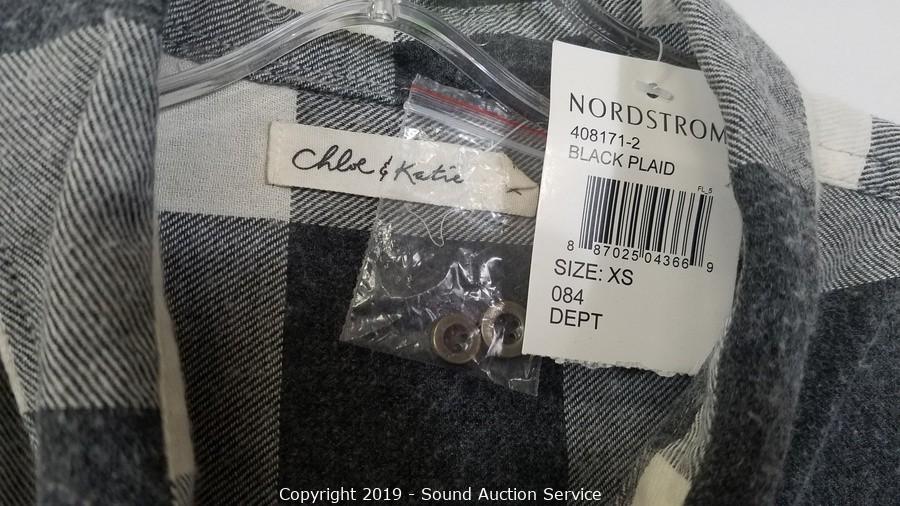 Chloe & Katie
NORDSTROM
408171-2
BLACK PLAID
FL_5
8 87025 04366 9
SIZE: XS
084
DEPT
Copyright 2019 - Sound Auction Service